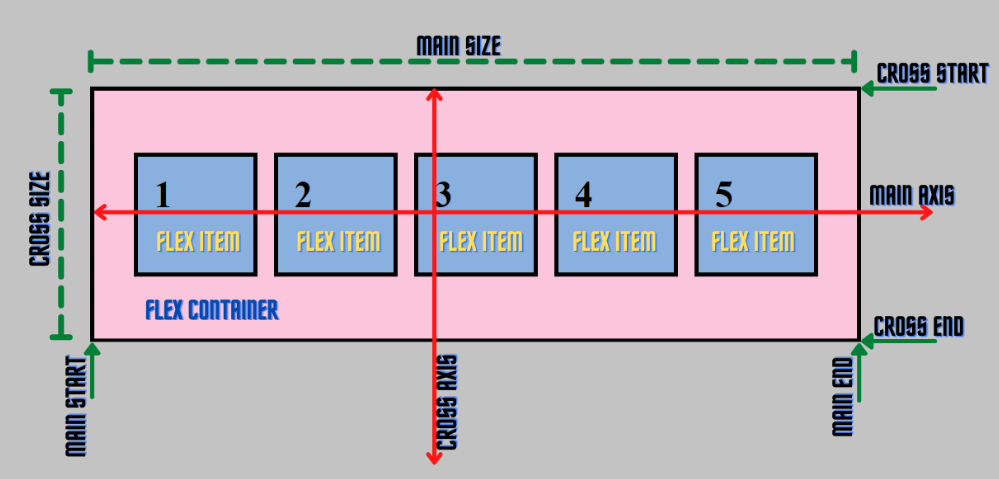 MAIN SIZE
CROSS START
CROSS SIZE
1
2
3
4
5
MAIN AXIS
FLEX ITEM
FLEX ITEM
FLEX ITEM
FLEX ITEM
FLEX ITEM
FLEX CONTAINER
CROSS END
MAIN START
CROSS AXIS
MAIN END